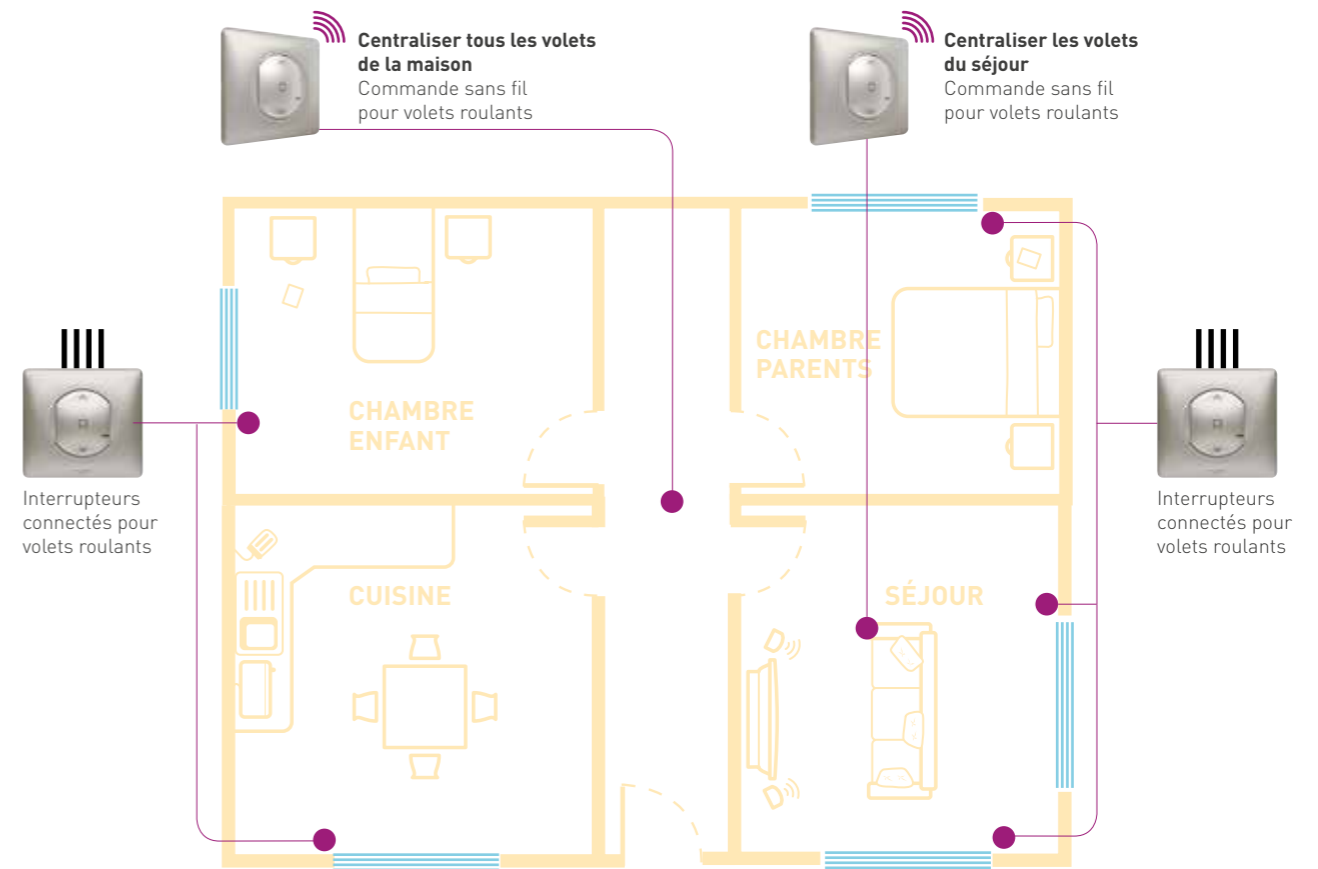 Centraliser tous les volets
de la maison
Commande sans fil
pour volets roulants
Centraliser les volets
du séjour
Commande sans fil
pour volets roulants
CHAMBRE
PARENTS
CHAMBRE
ENFANT
Interrupteurs
connectés pour
volets roulants
Interrupteurs
connectés pour
volets roulants
CUISINE
SÉJOUR